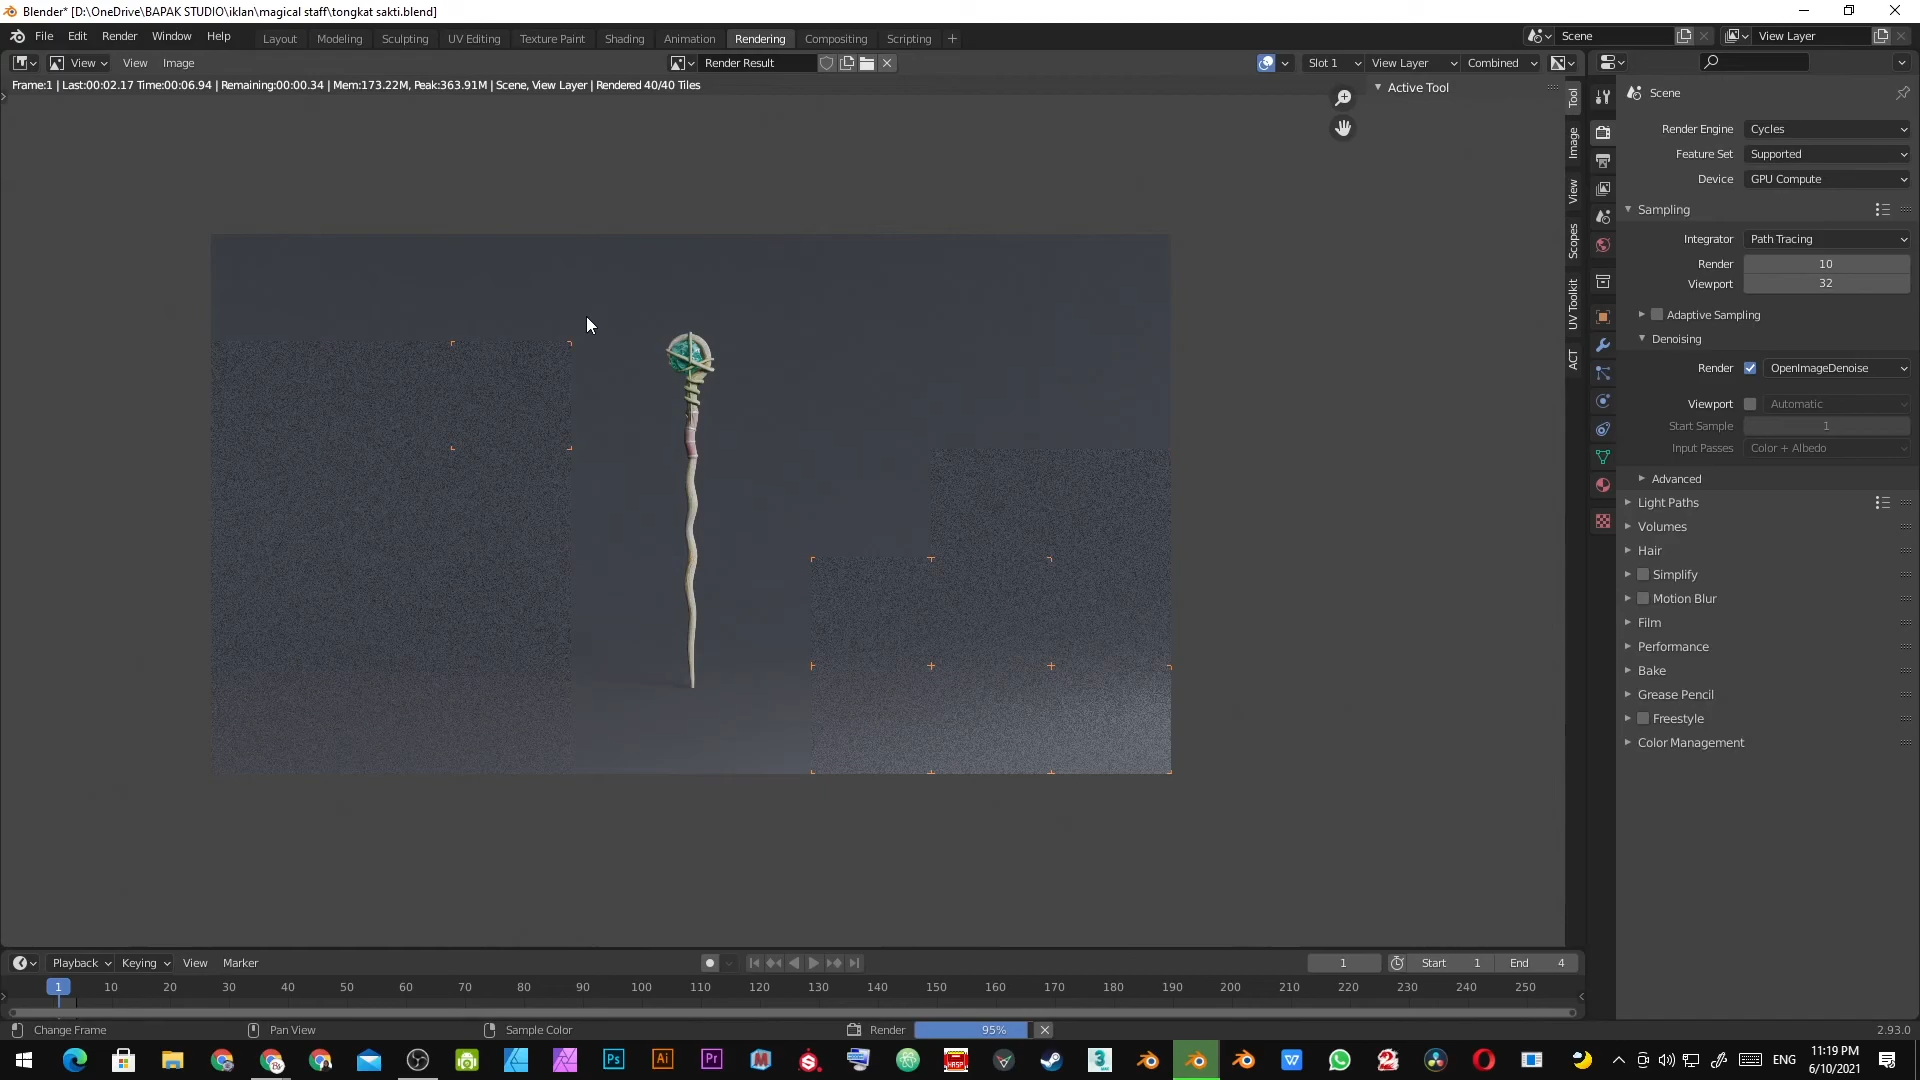 Blender* [D:\OneDrive\BAPAK STUDIO\iklan\magical staff\tongkat sakti.blend]
File Edit Render Window Help Layout Modeling Sculpting UV Editing Texture Paint Shading Animation Rendering Compositing Scripting + Scene View Layer
View View Image Render Result Slot 1 View Layer Combined
Frame:1 | Last:00:02.17 Time:00:06.94 | Remaining:00:00.34 | Mem:173.22M, Peak:363.91M | Scene, View Layer | Rendered 40/40 Tiles
Active Tool
Tool
Image
View
Scopes
UV Toolkit
ACT
Scene
Render Engine Cycles
Feature Set Supported
Device GPU Compute
Sampling
Integrator Path Tracing
Render 10
Viewport 32
Adaptive Sampling
Denoising
Render OpenImageDenoise
Viewport Automatic
Start Sample 1
Input Passes Color + Albedo
Advanced
Light Paths
Volumes
Hair
Simplify
Motion Blur
Film
Performance
Bake
Grease Pencil
Freestyle
Color Management
Playback Keying View Marker 1 Start 1 End 4
1 10 20 30 40 50 60 70 80 90 100 110 120 130 140 150 160 170 180 190 200 210 220 230 240 250
Change Frame Pan View Sample Color Render 95% 2.93.0
Ps Ai Pr M S 3 W 2 ENG 11:19 PM
6/10/2021